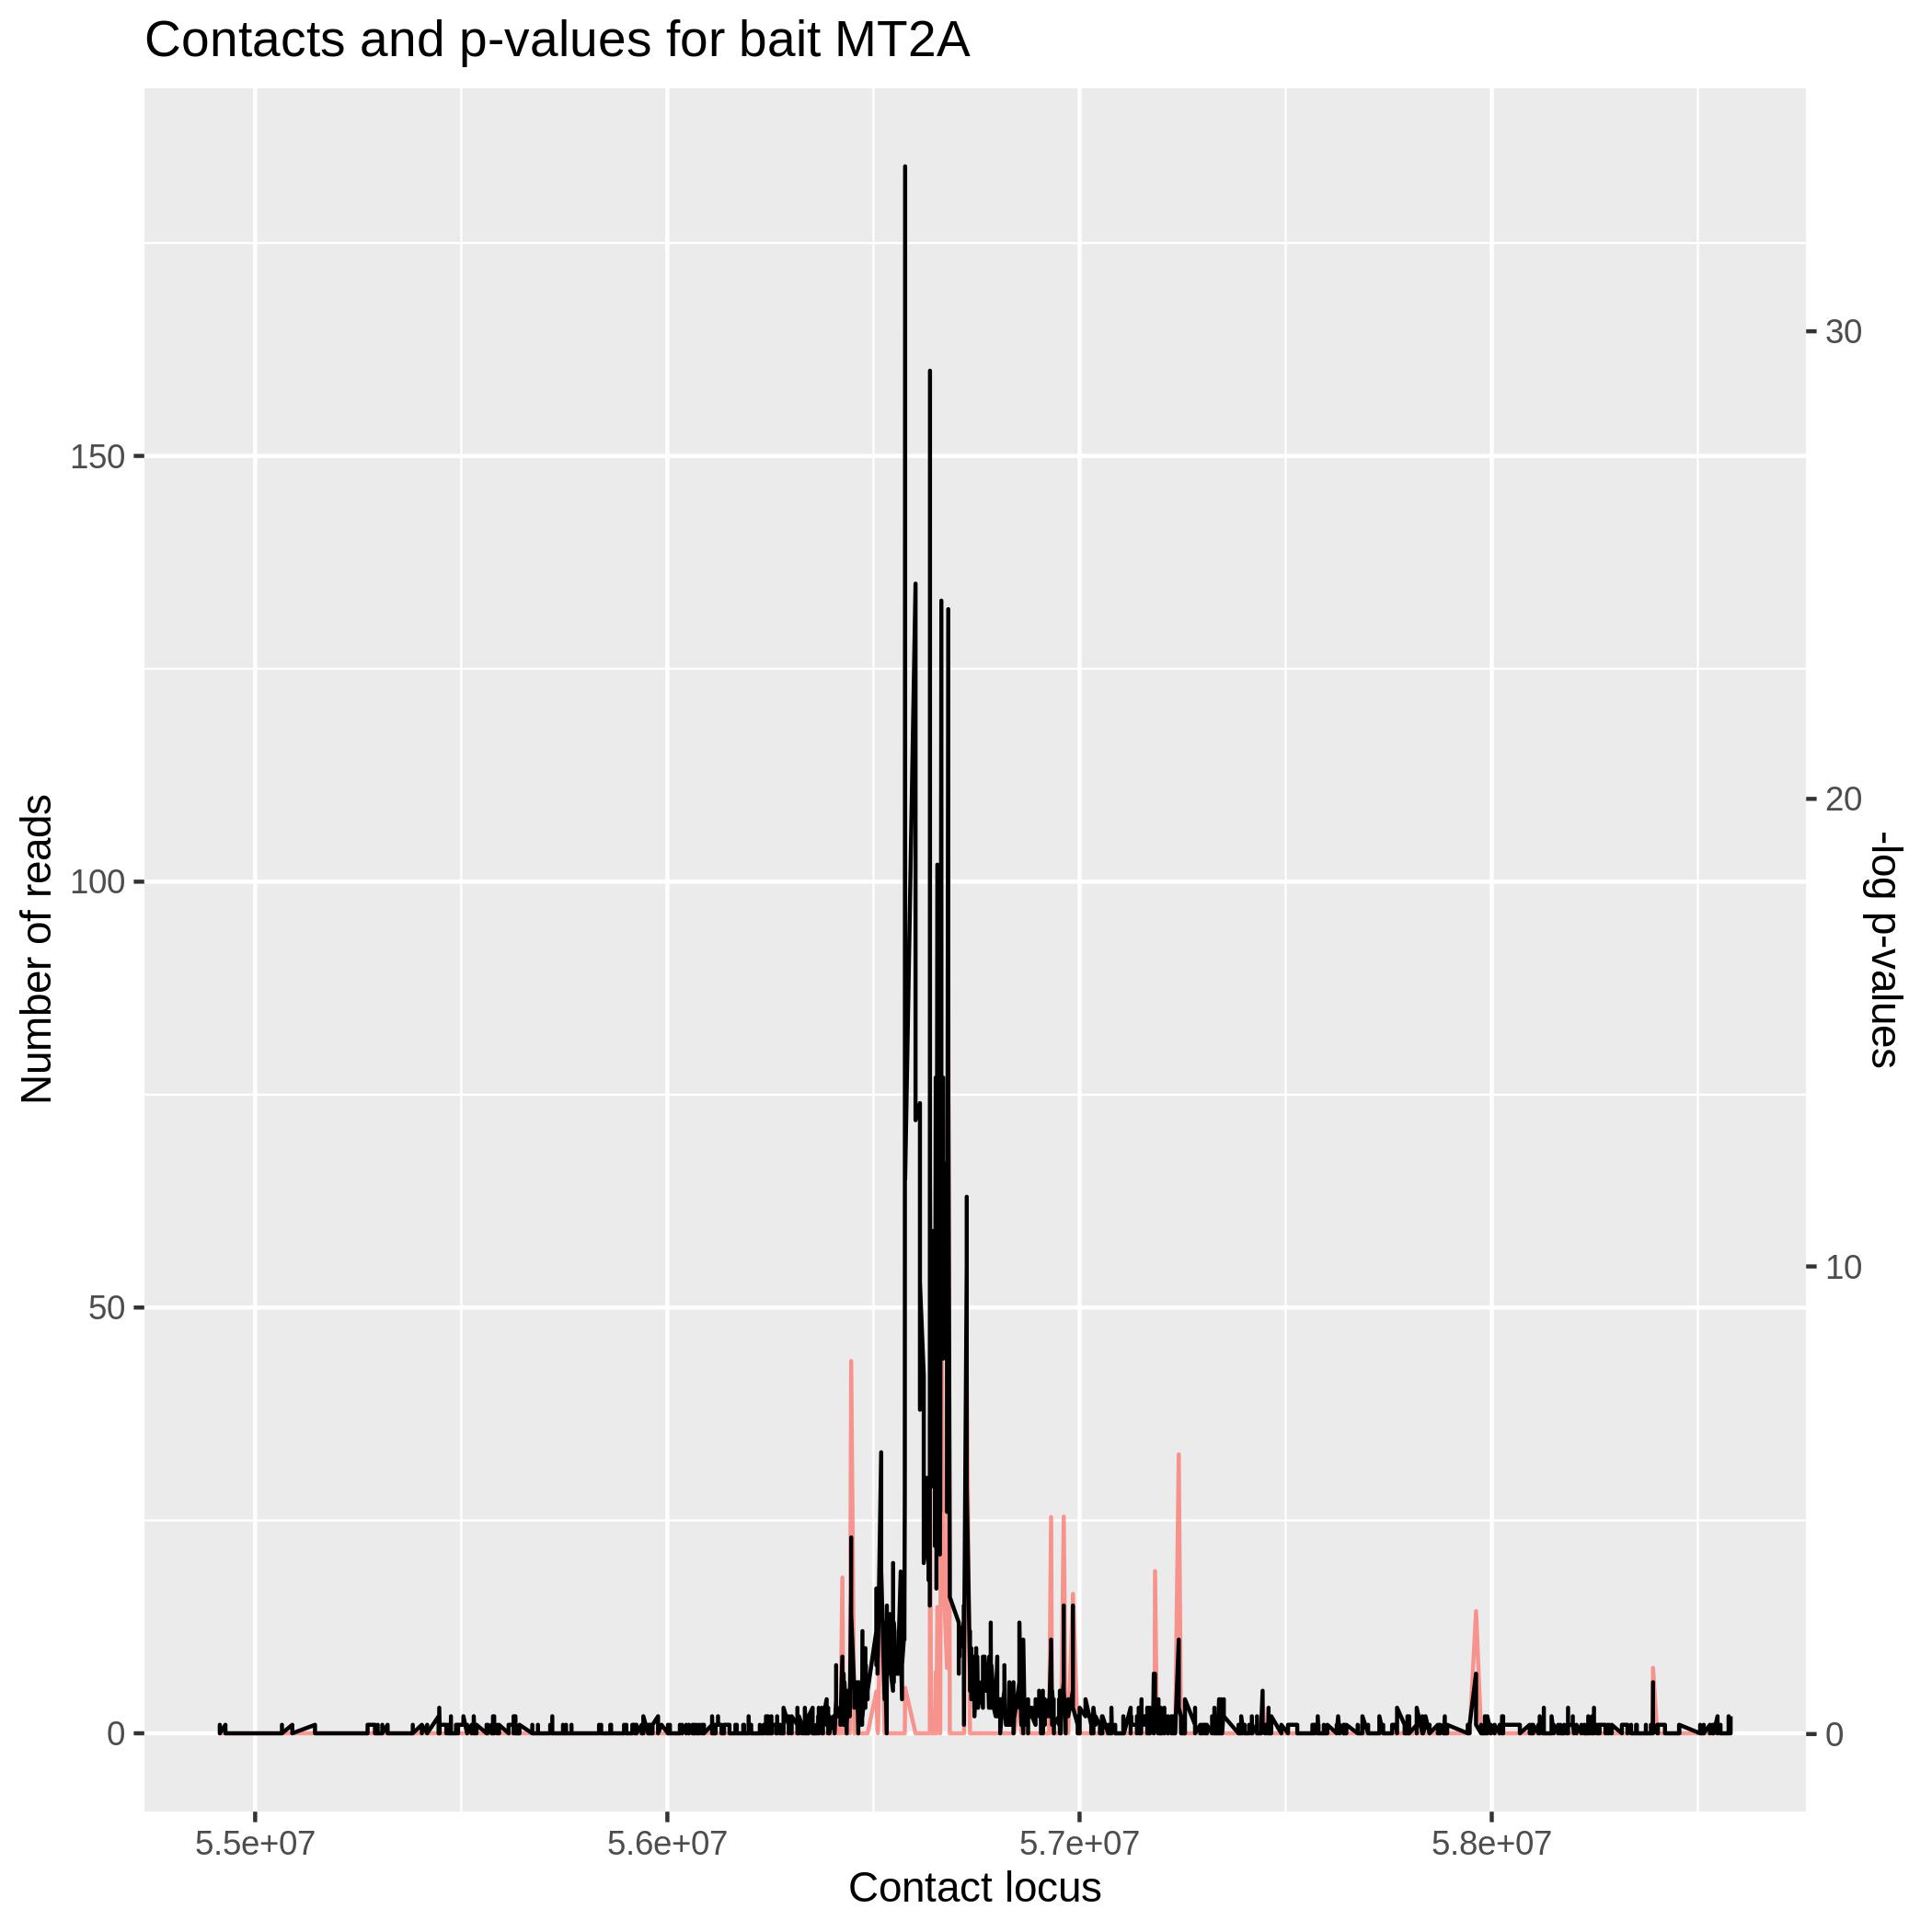 Contacts and p-values for bait MT2A
Number of reads
150
100
50
0
30
20
10
0
-log p-values
5.5e+07
5.6e+07
5.7e+07
5.8e+07
Contact locus